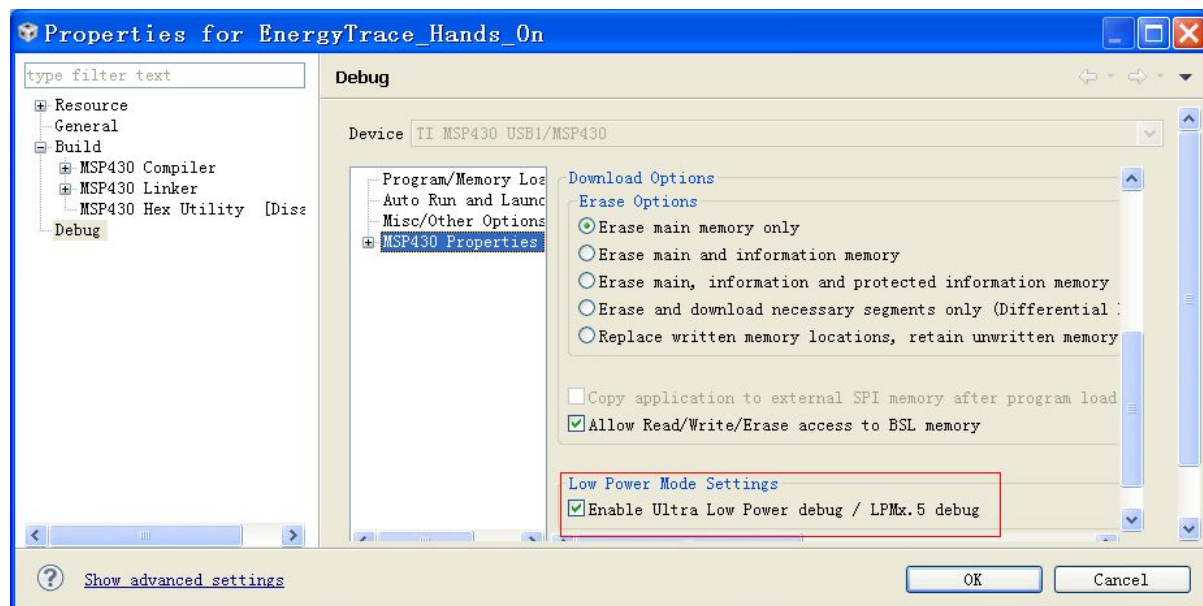 Properties for EnergyTrace_Hands_On
type filter text
Resource
General
Build
MSP430 Compiler
MSP430 Linker
MSP430 Hex Utility [Disa
Debug
Debug
Device TI MSP430 USB1/MSP430
Program/Memory Loa
Auto Run and Launc
Misc/Other Options
MSP430 Properties
Download Options
Erase Options
Erase main memory only
Erase main and information memory
Erase main, information and protected information memory
Erase and download necessary segments only (Differential
Replace written memory locations, retain unwritten memory
Copy application to external SPI memory after program load
Allow Read/Write/Erase access to BSL memory
Low Power Mode Settings
Enable Ultra Low Power debug / LPMx.5 debug
Show advanced settings
OK
Cancel